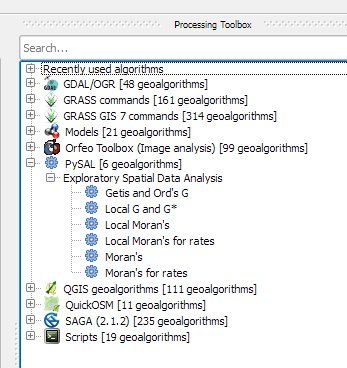 Processing Toolbox
Search...
Recently used algorithms
GDAL/OGR [48 geoalgorithms]
GRASS commands [161 geoalgorithms]
GRASS GIS 7 commands [314 geoalgorithms]
Models [21 geoalgorithms]
Orfeo Toolbox (Image analysis) [99 geoalgorithms]
PySAL [6 geoalgorithms]
Exploratory Spatial Data Analysis
Getis and Ord's G
Local G and G*
Local Moran's
Local Moran's for rates
Moran's
Moran's for rates
QGIS geoalgorithms [111 geoalgorithms]
QuickOSM [11 geoalgorithms]
SAGA (2.1.2) [235 geoalgorithms]
Scripts [19 geoalgorithms]